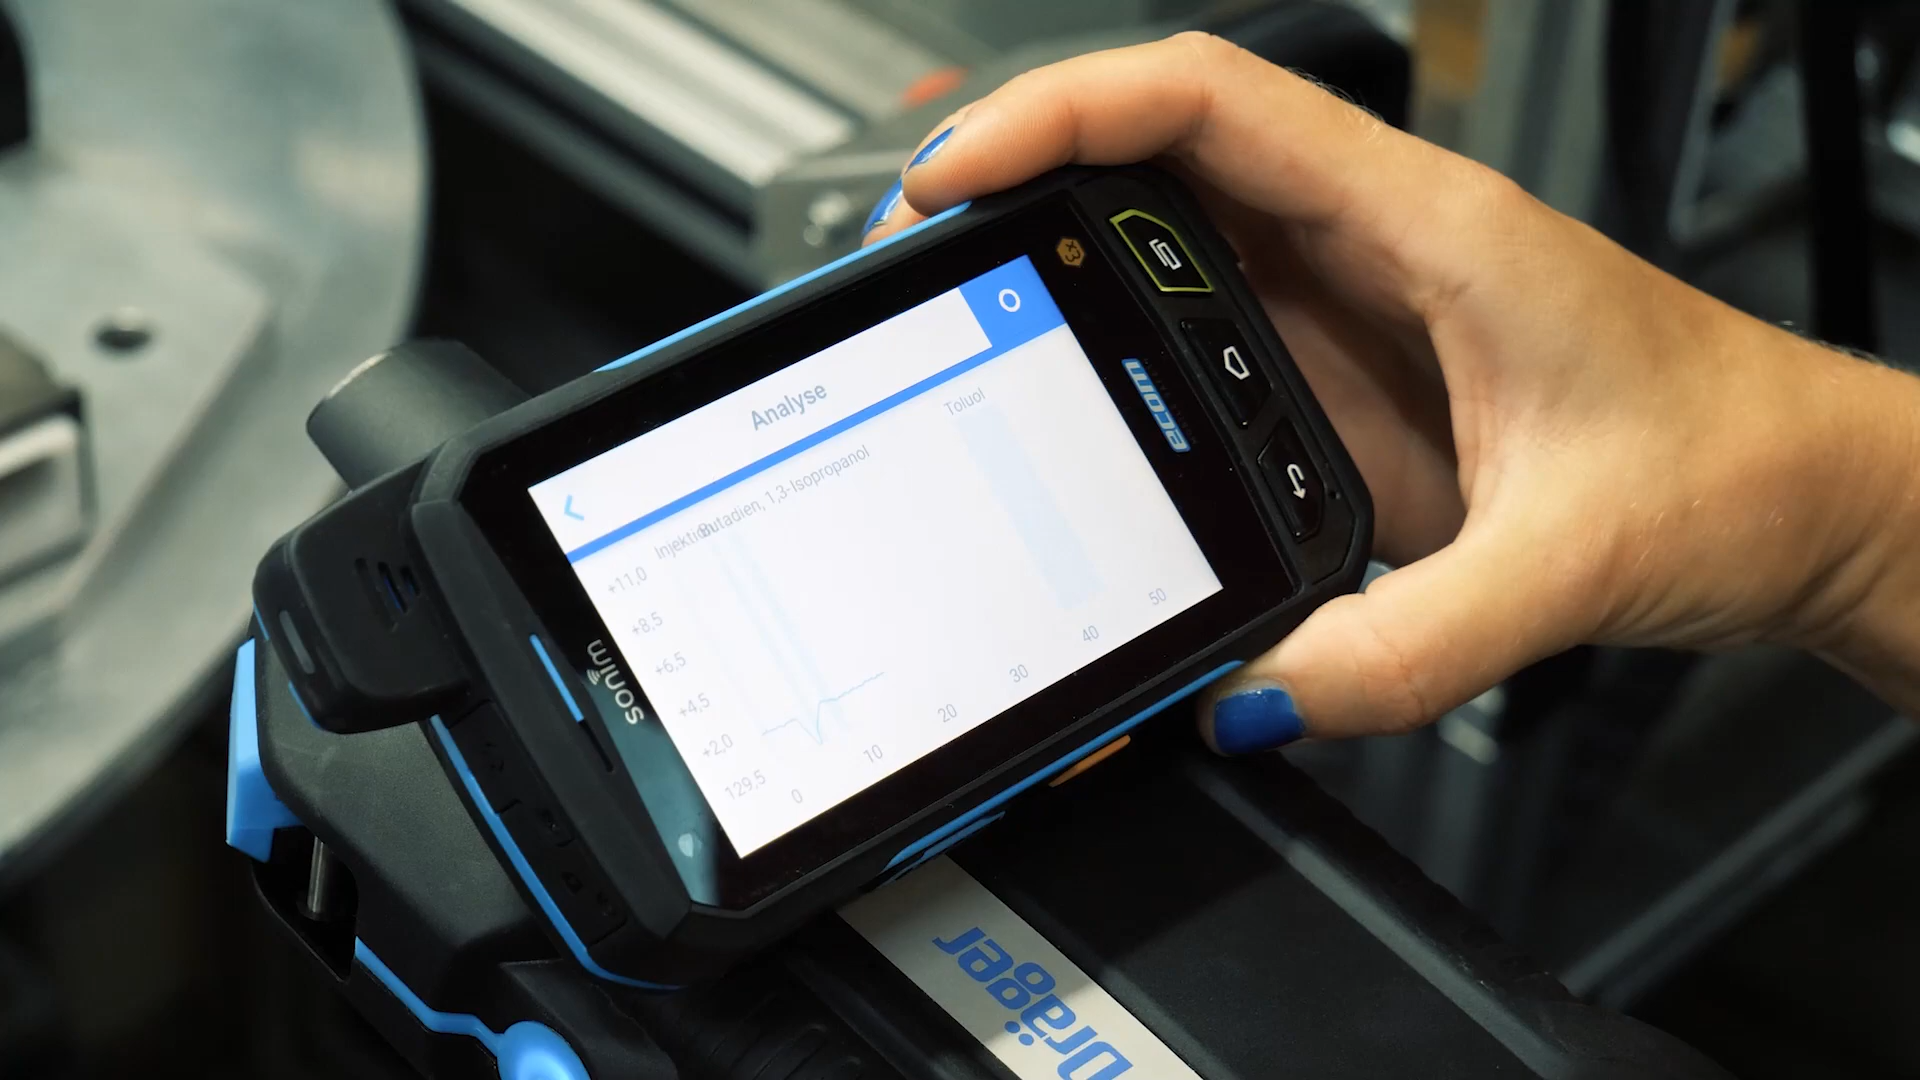 Analyse
Injektion
Butadien, 1,3-Isopropanol
Toluol
+11,0
+8,5
+6,5
+4,5
+2,0
129,5
0 10 20 30 40 50
sonim
ecom
Dräger